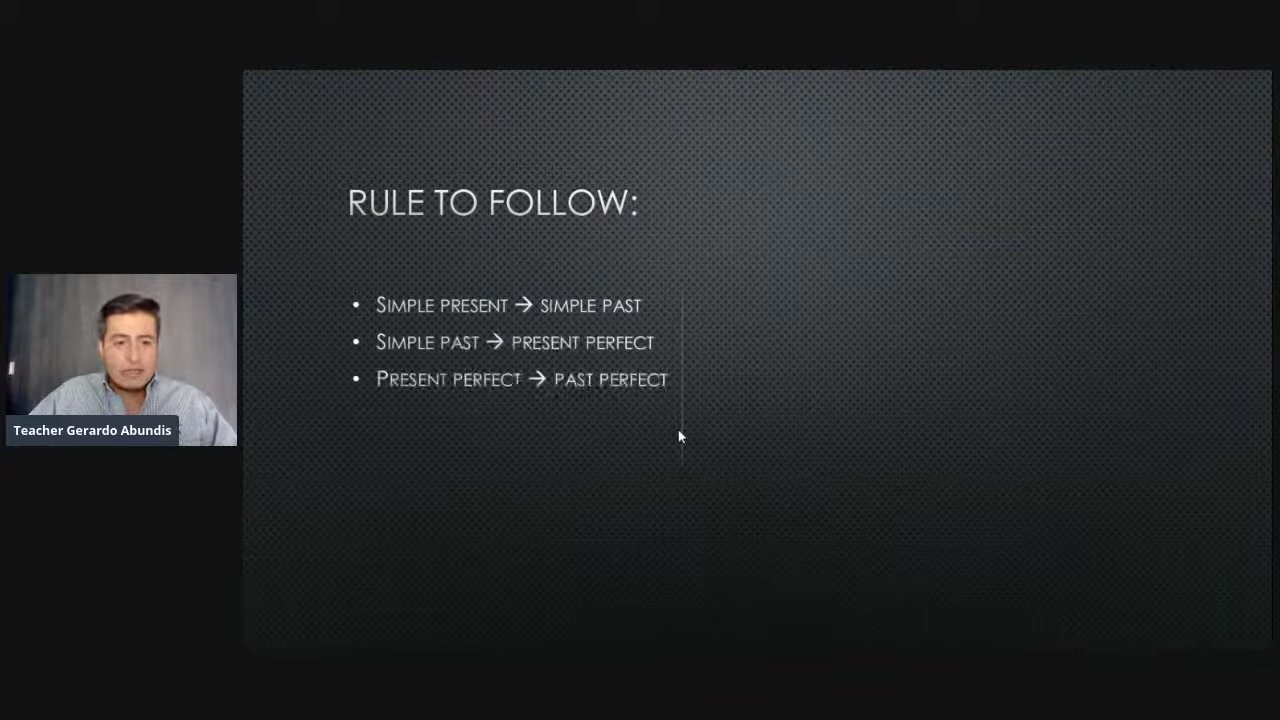 RULE TO FOLLOW:
• SIMPLE PRESENT → SIMPLE PAST
• SIMPLE PAST → PRESENT PERFECT
• PRESENT PERFECT → PAST PERFECT
Teacher Gerardo Abundis